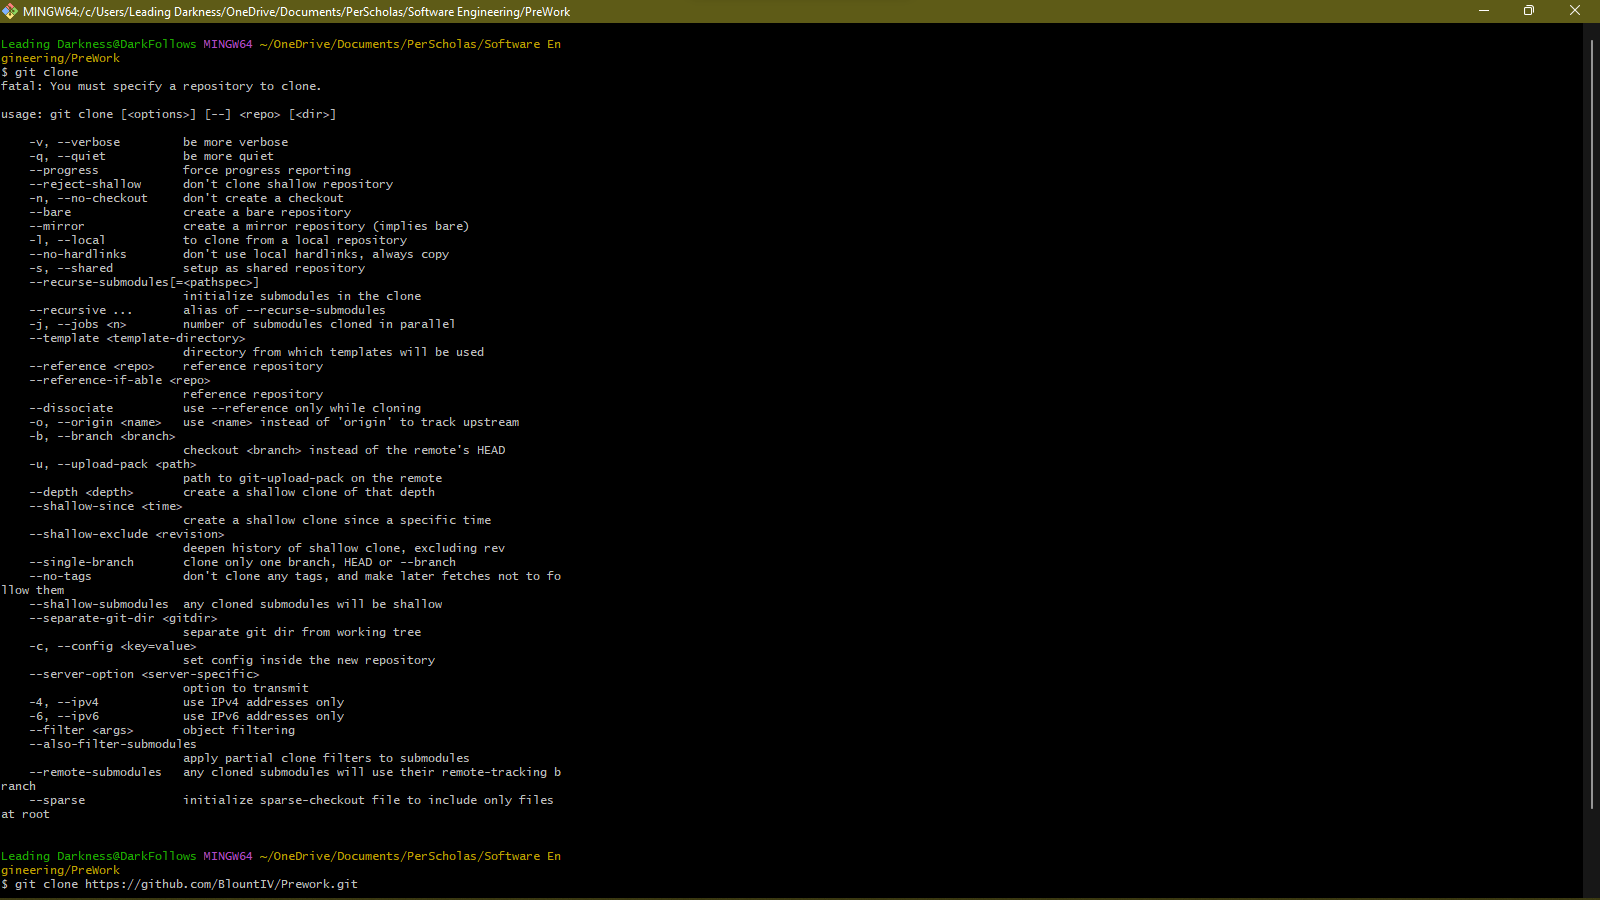 MINGW64:/c/Users/Leading Darkness/OneDrive/Documents/PerScholas/Software Engineering/PreWork
Leading Darkness@DarkFollows MINGW64 ~/OneDrive/Documents/PerScholas/Software En
gineering/PreWork
$ git clone
fatal: You must specify a repository to clone.
usage: git clone [<options>] [--] <repo> [<dir>]
-v, --verbose be more verbose
-q, --quiet be more quiet
--progress force progress reporting
--reject-shallow don't clone shallow repository
-n, --no-checkout don't create a checkout
--bare create a bare repository
--mirror create a mirror repository (implies bare)
-l, --local to clone from a local repository
--no-hardlinks don't use local hardlinks, always copy
-s, --shared setup as shared repository
--recurse-submodules[=<pathspec>]
initialize submodules in the clone
--recursive ... alias of --recurse-submodules
-j, --jobs <n> number of submodules cloned in parallel
--template <template-directory>
directory from which templates will be used
--reference <repo> reference repository
--reference-if-able <repo>
reference repository
--dissociate use --reference only while cloning
-o, --origin <name> use <name> instead of 'origin' to track upstream
-b, --branch <branch>
checkout <branch> instead of the remote's HEAD
-u, --upload-pack <path>
path to git-upload-pack on the remote
--depth <depth> create a shallow clone of that depth
--shallow-since <time>
create a shallow clone since a specific time
--shallow-exclude <revision>
deepen history of shallow clone, excluding rev
--single-branch clone only one branch, HEAD or --branch
--no-tags don't clone any tags, and make later fetches not to fo
llow them
--shallow-submodules any cloned submodules will be shallow
--separate-git-dir <gitdir>
separate git dir from working tree
-c, --config <key=value>
set config inside the new repository
--server-option <server-specific>
option to transmit
-4, --ipv4 use IPv4 addresses only
-6, --ipv6 use IPv6 addresses only
--filter <args> object filtering
--also-filter-submodules
apply partial clone filters to submodules
--remote-submodules any cloned submodules will use their remote-tracking b
ranch
--sparse initialize sparse-checkout file to include only files
at root
Leading Darkness@DarkFollows MINGW64 ~/OneDrive/Documents/PerScholas/Software En
gineering/PreWork
$ git clone https://github.com/BlountIV/Prework.git